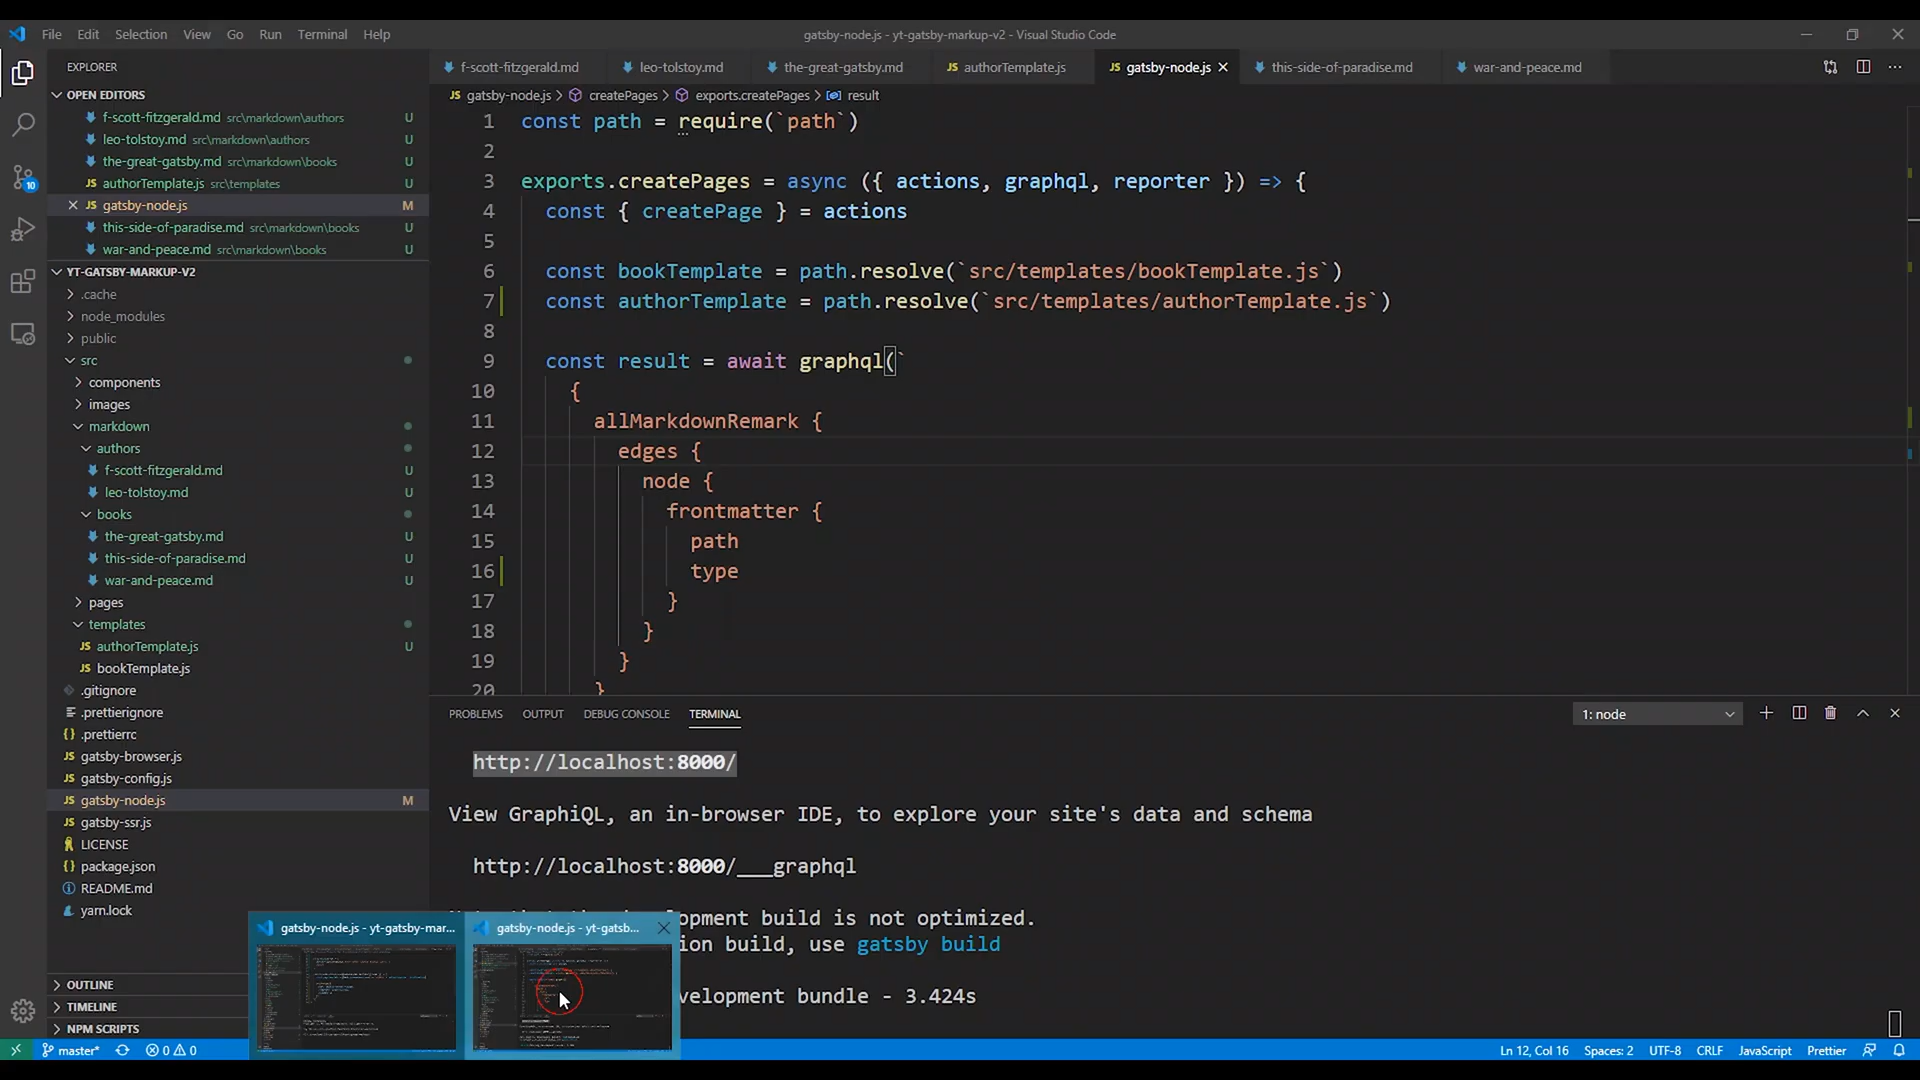 File Edit Selection View Go Run Terminal Help
gatsby-node.js - yt-gatsby-markup-v2 - Visual Studio Code
EXPLORER
OPEN EDITORS
f-scott-fitzgerald.md src\markdown\authors U
leo-tolstoy.md src\markdown\authors U
the-great-gatsby.md src\markdown\books U
JS authorTemplate.js src\templates U
JS gatsby-node.js M
this-side-of-paradise.md src\markdown\books U
war-and-peace.md src\markdown\books U
YT-GATSBY-MARKUP-V2
.cache
node_modules
public
src
components
images
markdown
authors
f-scott-fitzgerald.md U
leo-tolstoy.md U
books
the-great-gatsby.md U
this-side-of-paradise.md U
war-and-peace.md U
pages
templates
JS authorTemplate.js U
JS bookTemplate.js
.gitignore
.prettierignore
{} .prettierrc
JS gatsby-browser.js
JS gatsby-config.js
JS gatsby-node.js M
JS gatsby-ssr.js
LICENSE
{} package.json
README.md
yarn.lock
OUTLINE
TIMELINE
NPM SCRIPTS
10
f-scott-fitzgerald.md leo-tolstoy.md the-great-gatsby.md JS authorTemplate.js JS gatsby-node.js this-side-of-paradise.md war-and-peace.md
JS gatsby-node.js > createPages > exports.createPages > result
1 const path = require(`path`)
2
3 exports.createPages = async ({ actions, graphql, reporter }) => {
4 const { createPage } = actions
5
6 const bookTemplate = path.resolve(`src/templates/bookTemplate.js`)
7 const authorTemplate = path.resolve(`src/templates/authorTemplate.js`)
8
9 const result = await graphql(`
10 {
11 allMarkdownRemark {
12 edges {
13 node {
14 frontmatter {
15 path
16 type
17 }
18 }
19 }
20 }
PROBLEMS OUTPUT DEBUG CONSOLE TERMINAL
1: node
http://localhost:8000/
View GraphiQL, an in-browser IDE, to explore your site's data and schema
http://localhost:8000/___graphql
pment build is not optimized.
ion build, use gatsby build
velopment bundle - 3.424s
gatsby-node.js - yt-gatsby-mar... gatsby-node.js - yt-gatsb...
master* 0 0
Ln 12, Col 16 Spaces: 2 UTF-8 CRLF JavaScript Prettier